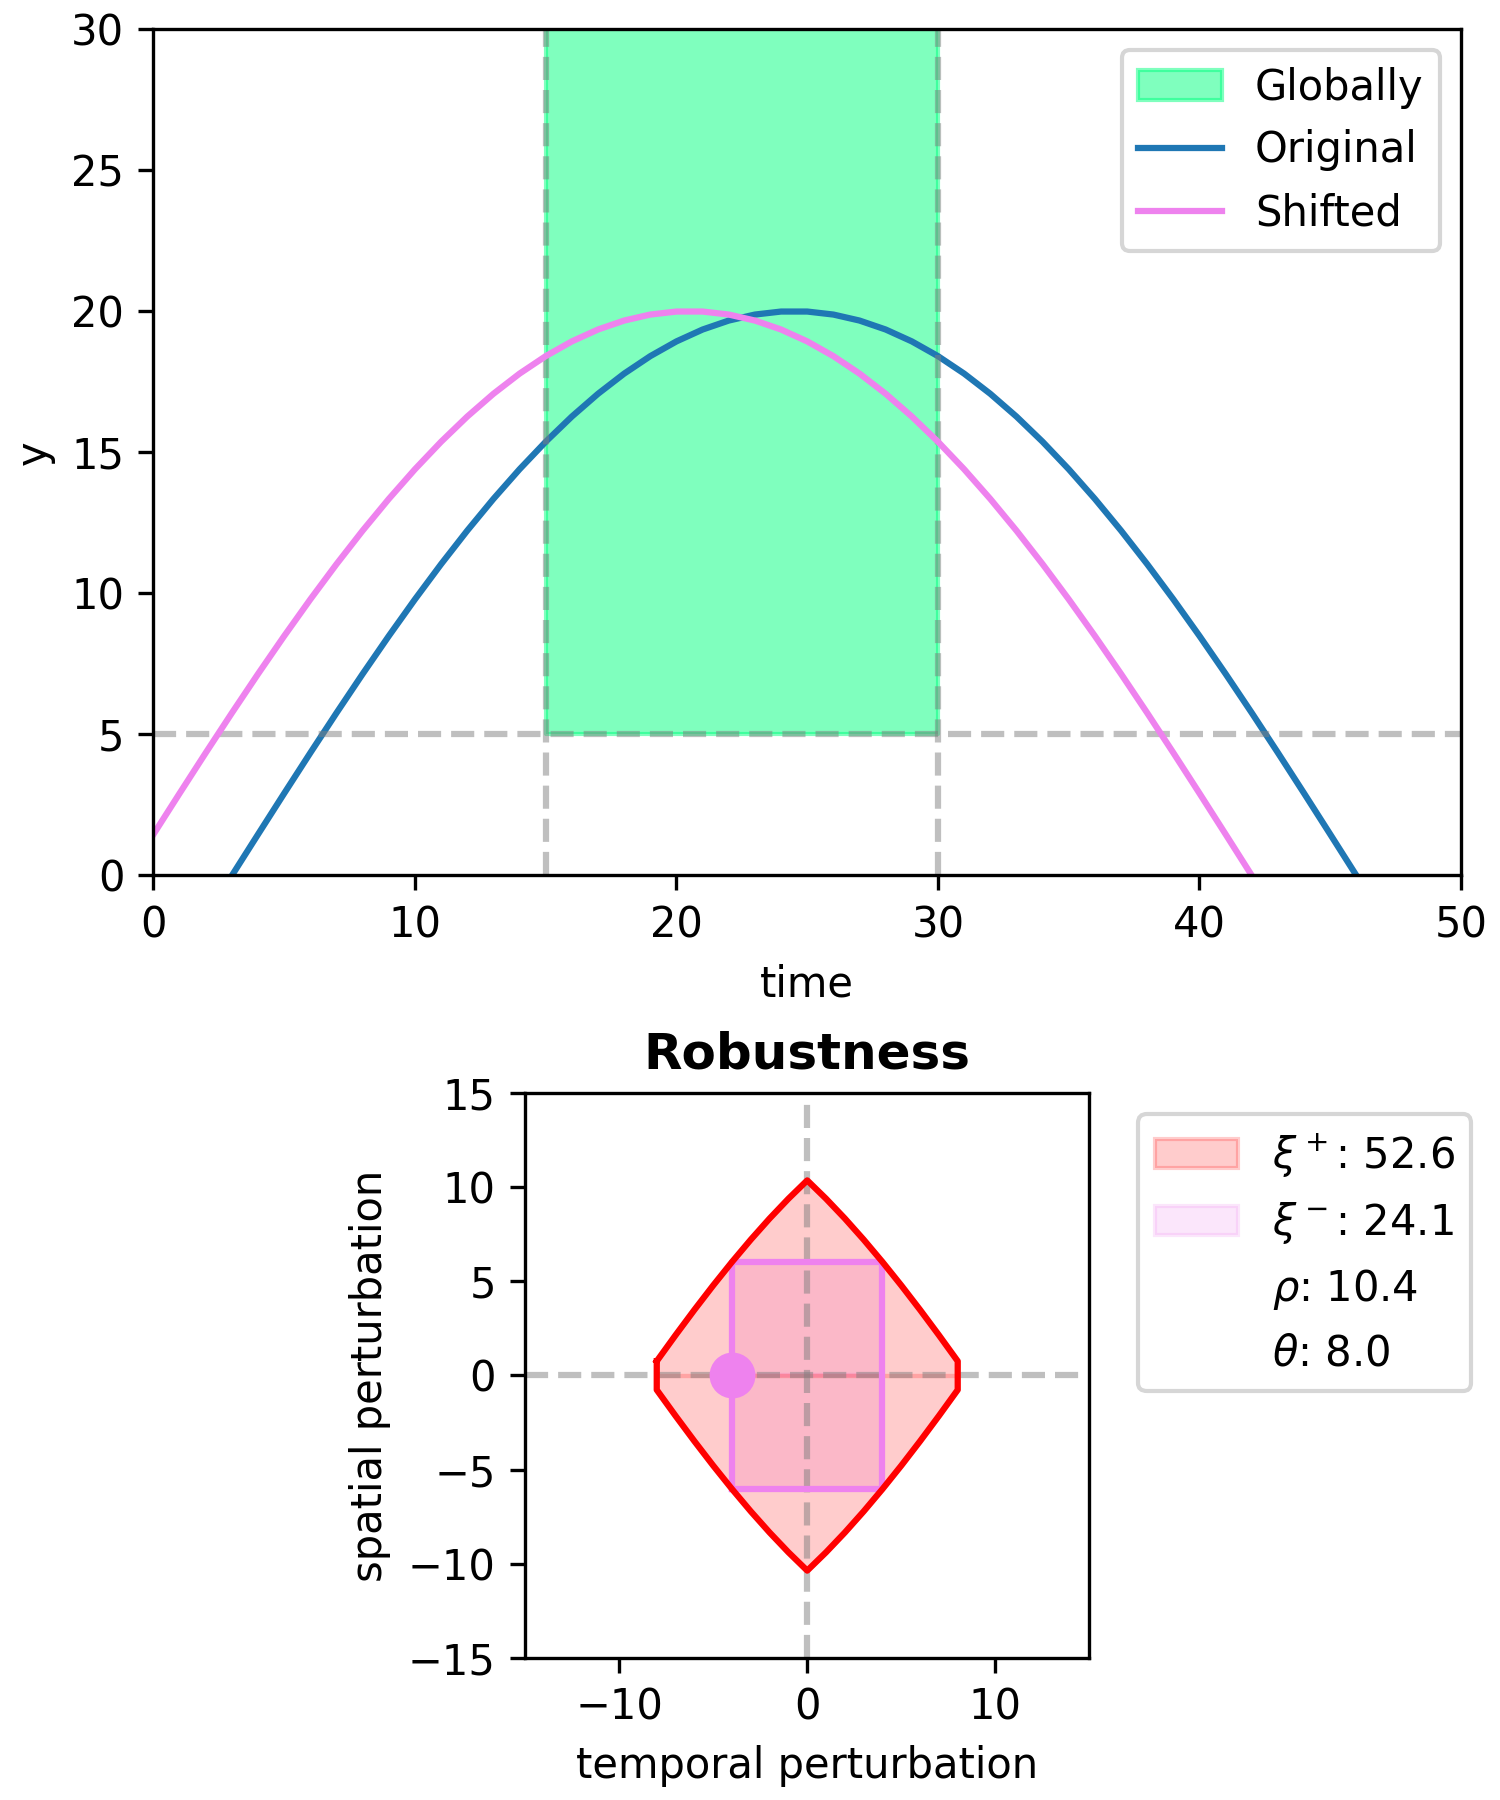 30
25
20
15
10
5
0
y
0 10 20 30 40 50
time
Globally
Original
Shifted
Robustness
15
10
5
0
−5
−10
−15
spatial perturbation
−10 0 10
temporal perturbation
ξ⁺: 52.6
ξ⁻: 24.1
ρ: 10.4
θ: 8.0